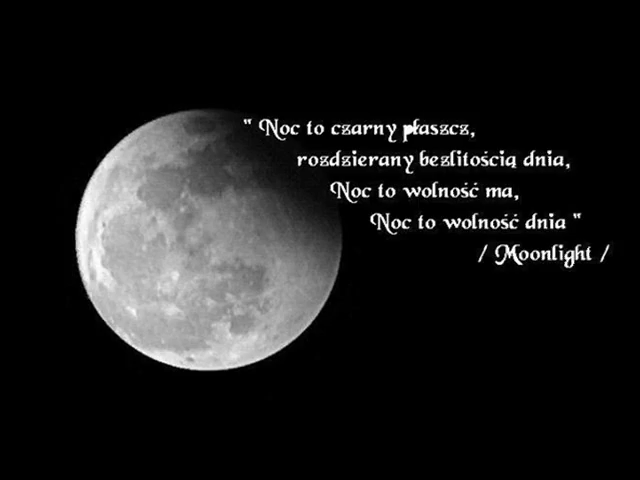 " Noc to czarny płaszcz,
rozdzierany bezlitością dnia,
Noc to wolność ma,
Noc to wolność dnia "
/ Moonlight /